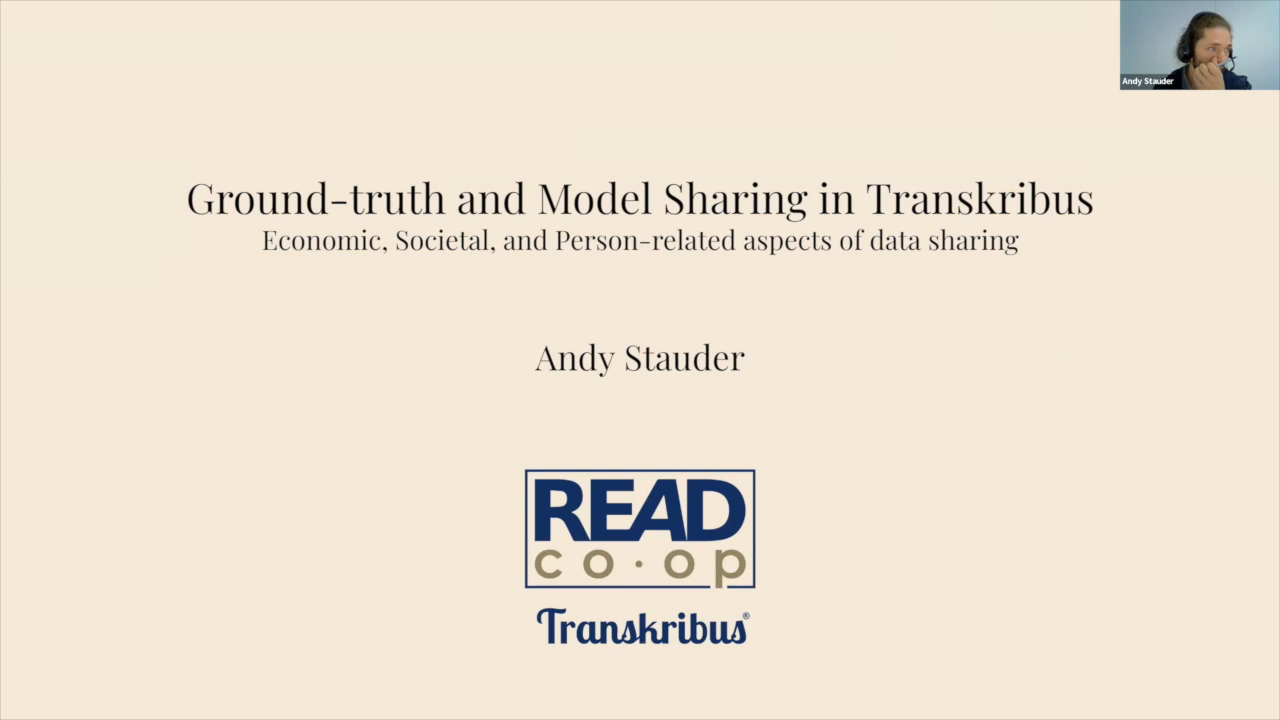 Andy Stauder
Ground-truth and Model Sharing in Transkribus
Economic, Societal, and Person-related aspects of data sharing
Andy Stauder
READ
co·op
Transkribus®